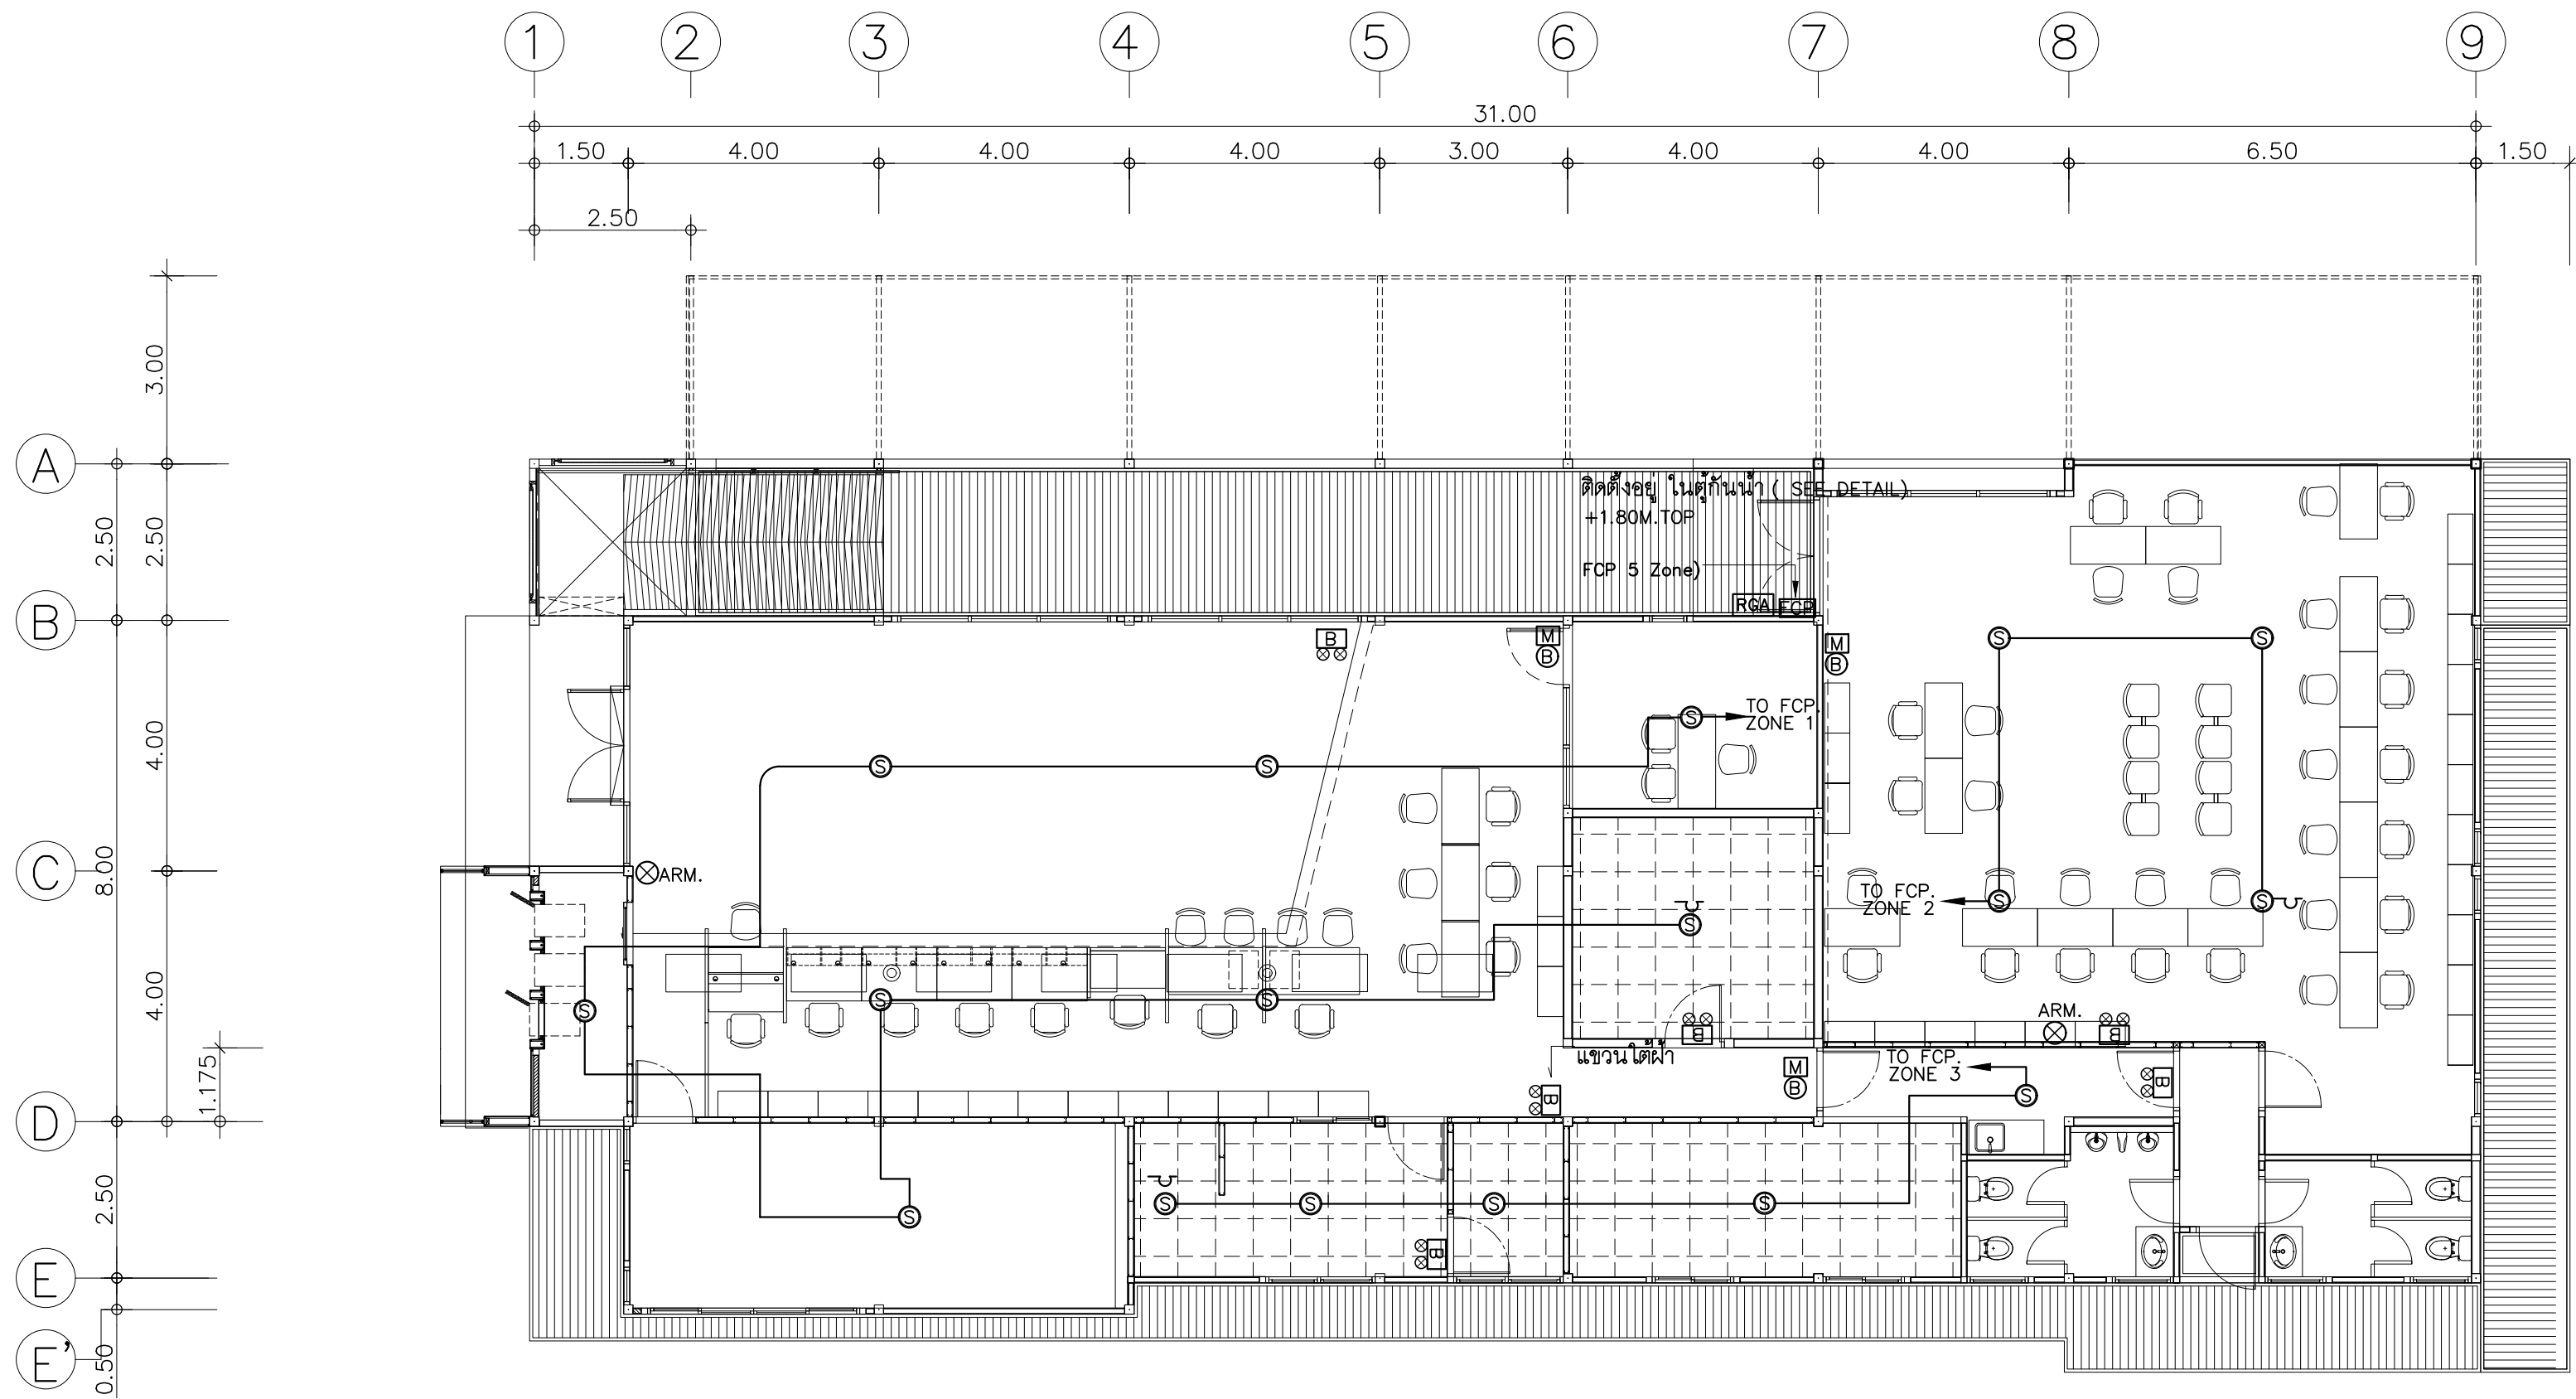 1 2 3 4 5 6 7 8 9
31.00
1.50 4.00 4.00 4.00 3.00 4.00 4.00 6.50 1.50
2.50
3.00
A
ติดตั้งอยู่ ในตู้กันน้ำ ( SEE DETAIL)
+1.80M.TOP
2.50 2.50
FCP 5 Zone)
RGA FCP
B
B M M
B B
S S
TO FCP.
ZONE 1
S
4.00
S S
C
8.00
ARM.
TO FCP.
ZONE 2
S S
S
4.00
S S S
ARM.
B B
แขวนใต้ฝ้า
1.175
TO FCP.
ZONE 3
M
B
B B
S
D
2.50
S S S S
S
B
E
E'
0.50